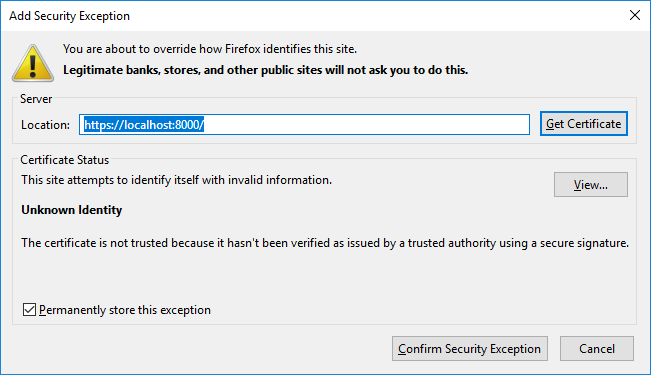 Add Security Exception
You are about to override how Firefox identifies this site.
Legitimate banks, stores, and other public sites will not ask you to do this.
Server
Location: https://localhost:8000/ Get Certificate
Certificate Status
This site attempts to identify itself with invalid information.
View...
Unknown Identity
The certificate is not trusted because it hasn't been verified as issued by a trusted authority using a secure signature.
Permanently store this exception
Confirm Security Exception Cancel